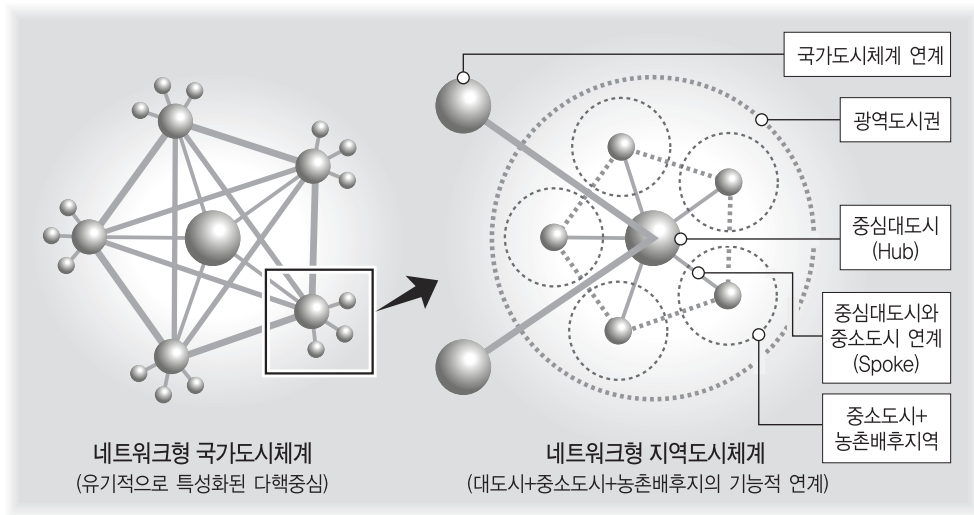 국가도시체계 연계
광역도시권
중심대도시
(Hub)
중심대도시와
중소도시 연계
(Spoke)
중소도시+
농촌배후지역
네트워크형 국가도시체계
(유기적으로 특성화된 다핵중심)
네트워크형 지역도시체계
(대도시+중소도시+농촌배후지의 기능적 연계)